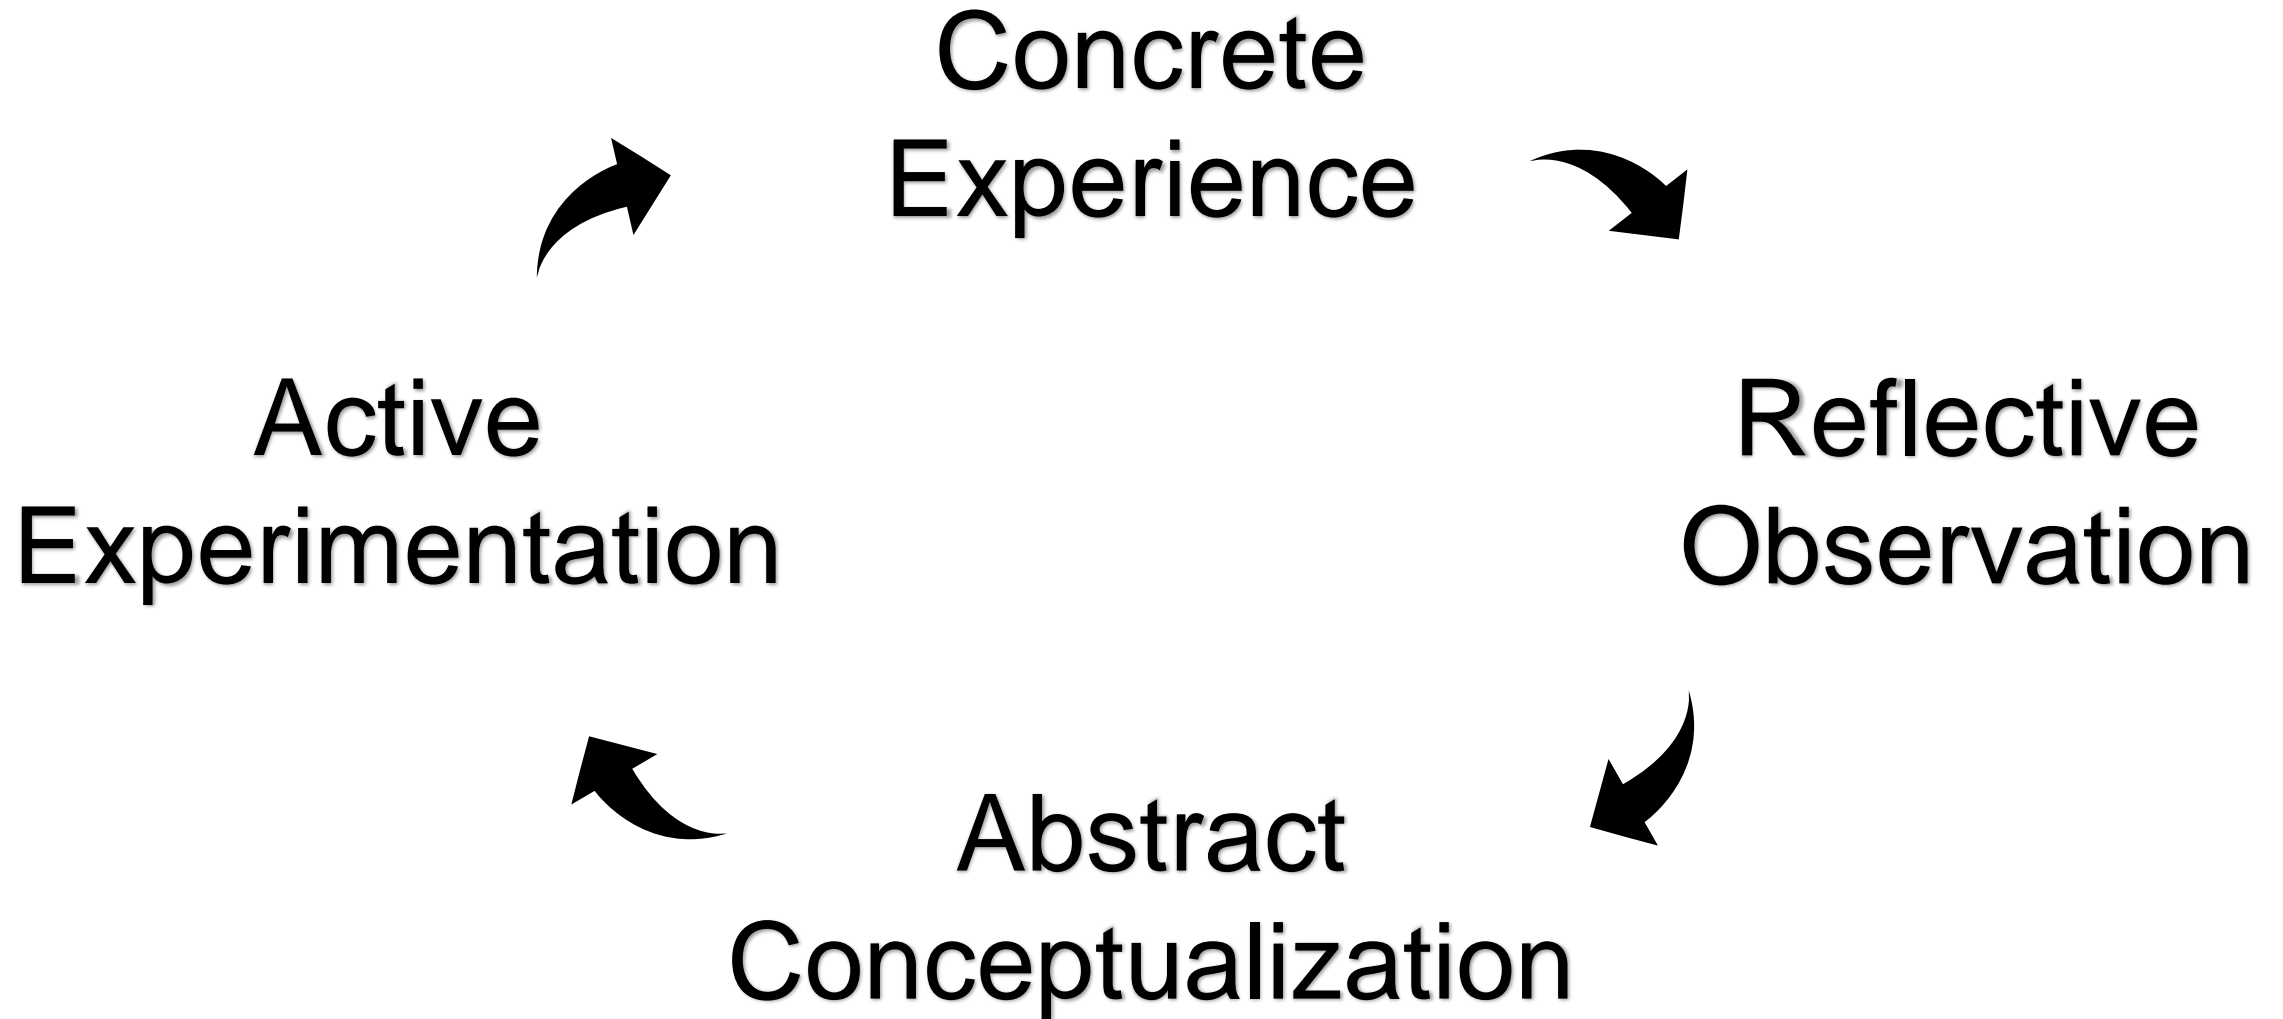 Concrete
Experience
Active
Experimentation
Reflective
Observation
Abstract
Conceptualization